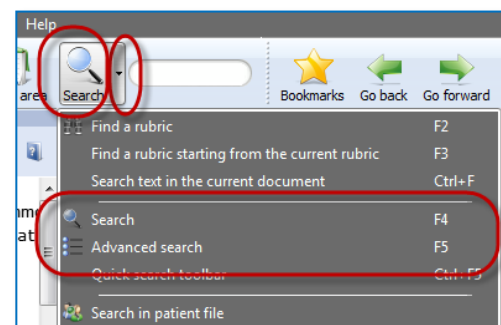 Help
area Search Bookmarks Go back Go forward
Find a rubric F2
Find a rubric starting from the current rubric F3
Search text in the current document Ctrl+F
Search F4
Advanced search F5
Quick search toolbar Ctrl+F5
Search in patient file